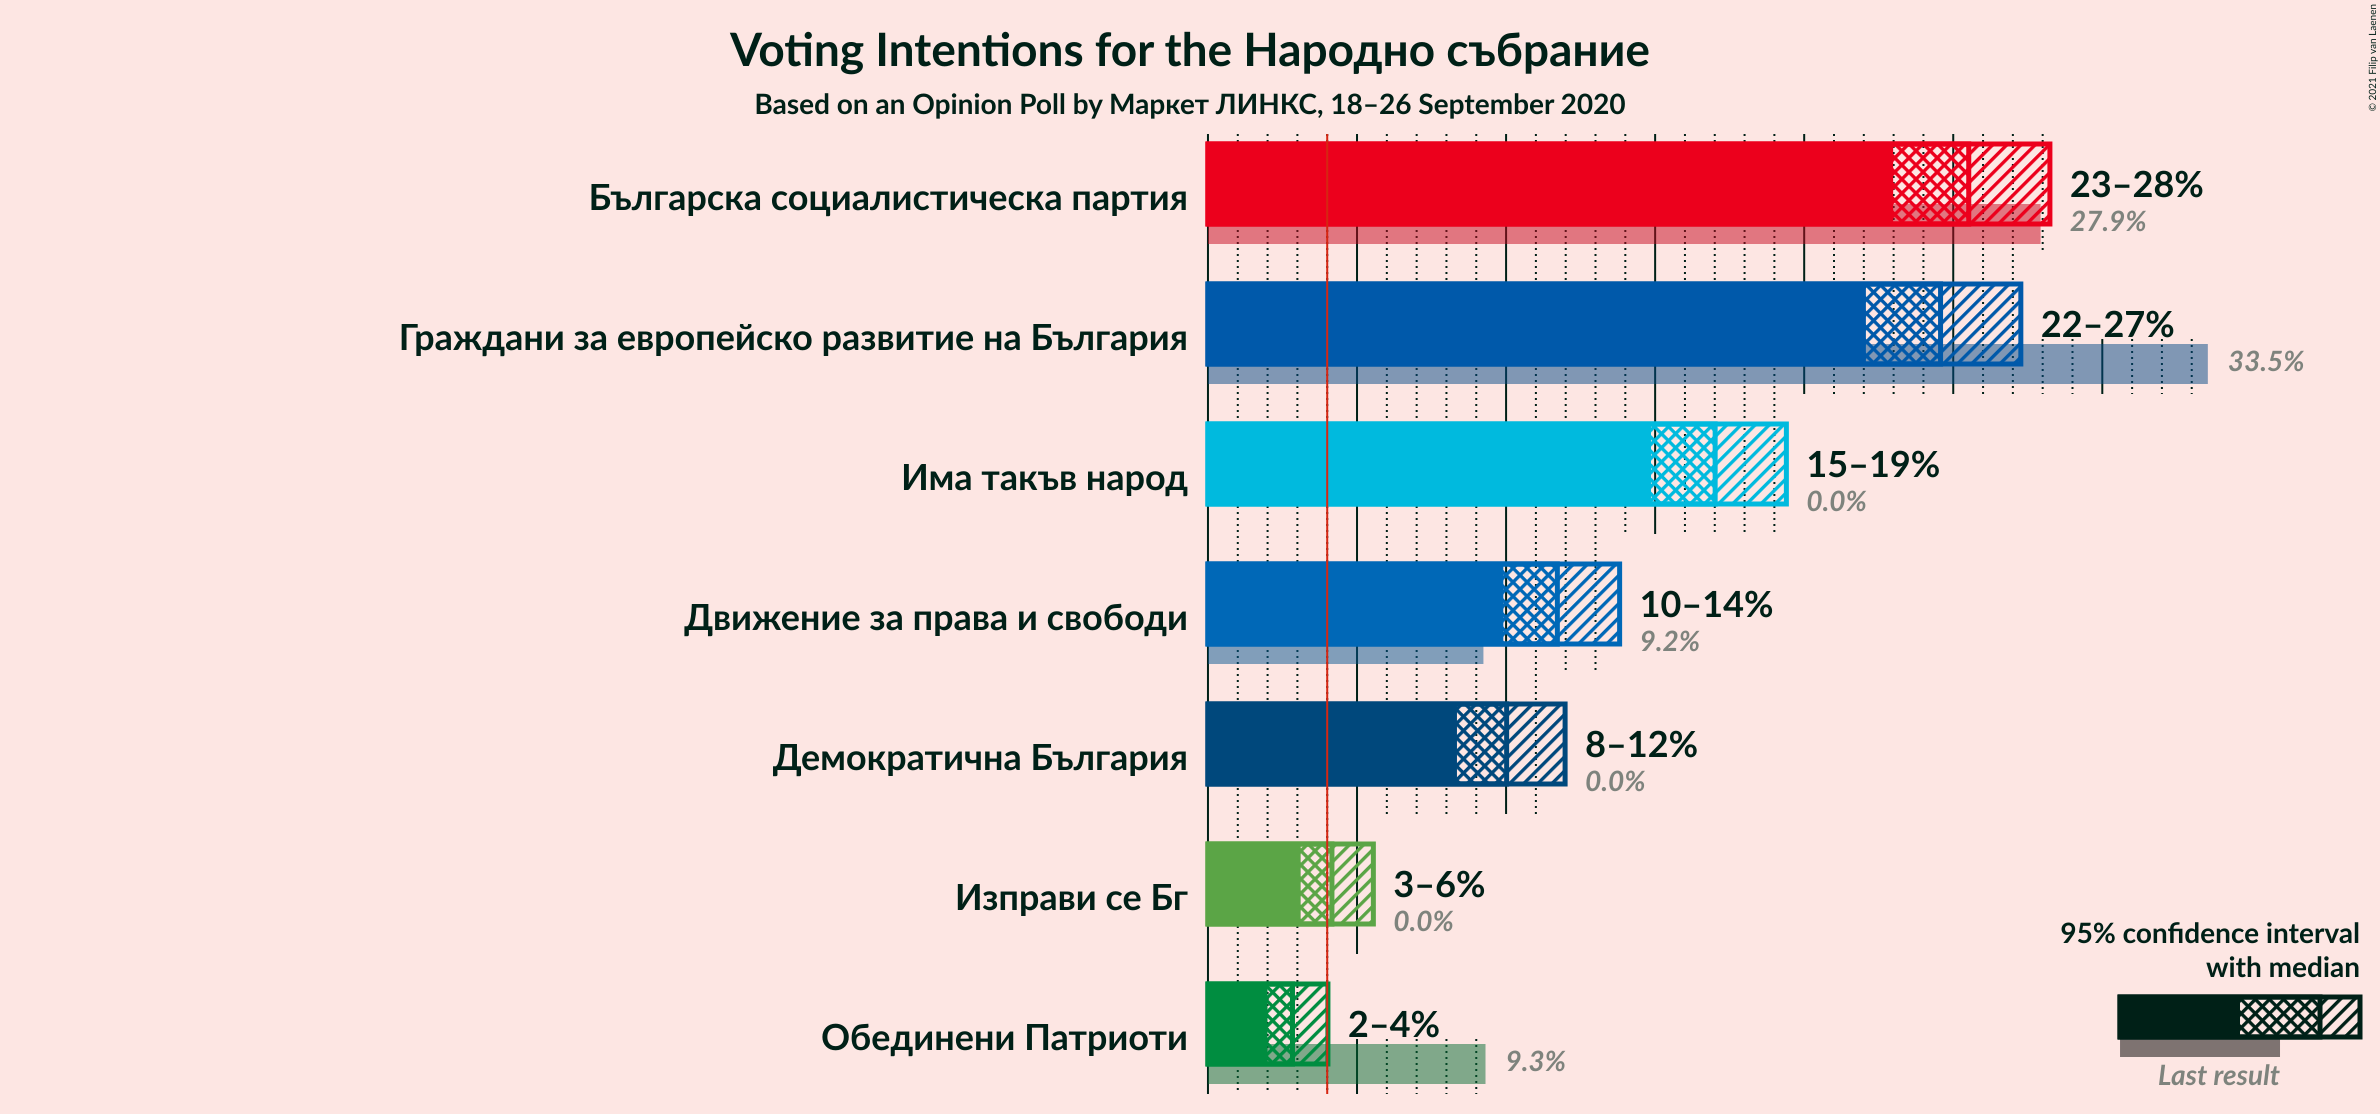 Voting Intentions for the Народно събрание
Based on an Opinion Poll by Маркет ЛИНКС, 18–26 September 2020
© 2021 Filip van Laenen
Българска социалистическа партия
23–28%
27.9%
Граждани за европейско развитие на България
22–27%
33.5%
Има такъв народ
15–19%
0.0%
Движение за права и свободи
10–14%
9.2%
Демократична България
8–12%
0.0%
Изправи се Бг
3–6%
0.0%
Обединени Патриоти
2–4%
9.3%
95% confidence interval
with median
Last result